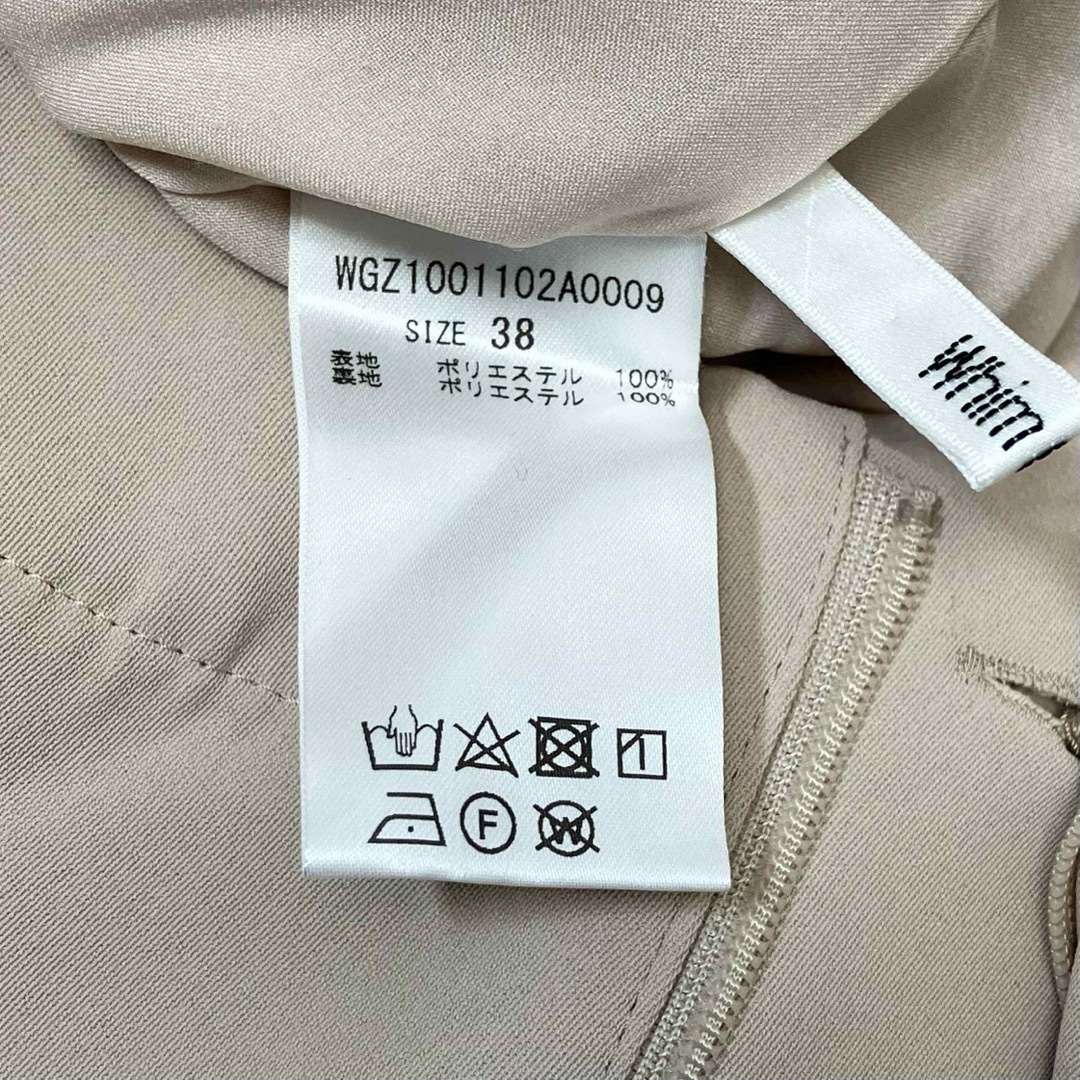 WGZ1001102A0009
SIZE 38
表地 ポリエステル 100%
裏地 ポリエステル 100%
F
W
Whim